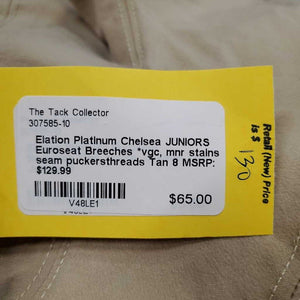 The Tack Collector
307585-10
Elation Platinum Chelsea JUNIORS
Euroseat Breeches *vgc, mnr stains
seam puckersthreads Tan 8 MSRP:
$129.99
V48LE1
$65.00
Retail (New) Price
is $ 130